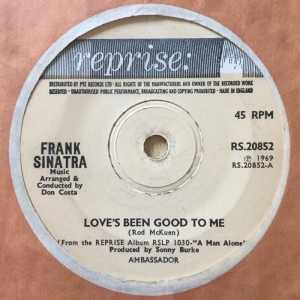 reprise:
DISTRIBUTED BY PYE RECORDS LTD · ALL RIGHTS OF THE MANUFACTURERS AND OWNER OF THE RECORDED WORK
RESERVED · UNAUTHORISED PUBLIC PERFORMANCE, BROADCASTING AND COPYING PROHIBITED · MADE IN ENGLAND
45 RPM
FRANK
SINATRA
Music
Arranged &
Conducted by
Don Costa
RS.20852
℗ 1969
RS.20852-A
LOVE'S BEEN GOOD TO ME
(Rod McKuen)
(From the REPRISE Album RSLP 1030-"A Man Alone")
Produced by Sonny Burke
AMBASSADOR